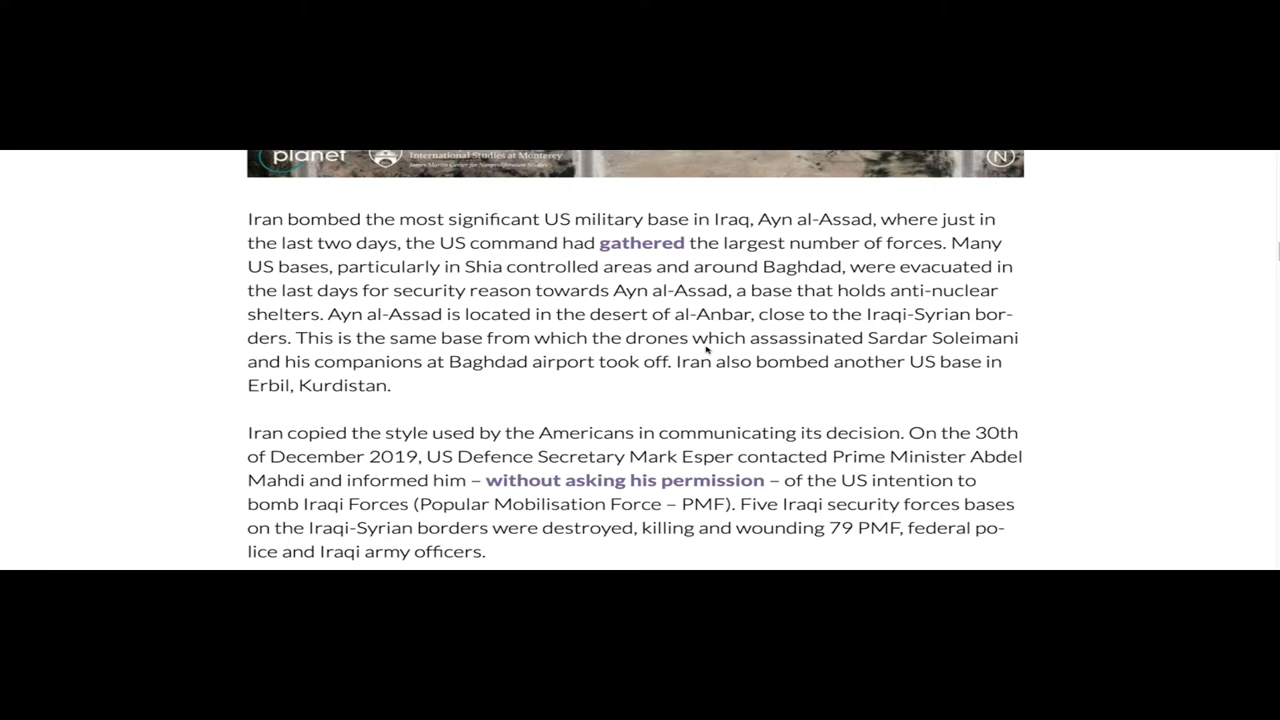 planet
International Studies at Monterey
James Martin Center for Nonproliferation Studies
N
Iran bombed the most significant US military base in Iraq, Ayn al-Assad, where just in
the last two days, the US command had gathered the largest number of forces. Many
US bases, particularly in Shia controlled areas and around Baghdad, were evacuated in
the last days for security reason towards Ayn al-Assad, a base that holds anti-nuclear
shelters. Ayn al-Assad is located in the desert of al-Anbar, close to the Iraqi-Syrian bor-
ders. This is the same base from which the drones which assassinated Sardar Soleimani
and his companions at Baghdad airport took off. Iran also bombed another US base in
Erbil, Kurdistan.
Iran copied the style used by the Americans in communicating its decision. On the 30th
of December 2019, US Defence Secretary Mark Esper contacted Prime Minister Abdel
Mahdi and informed him – without asking his permission – of the US intention to
bomb Iraqi Forces (Popular Mobilisation Force – PMF). Five Iraqi security forces bases
on the Iraqi-Syrian borders were destroyed, killing and wounding 79 PMF, federal po-
lice and Iraqi army officers.